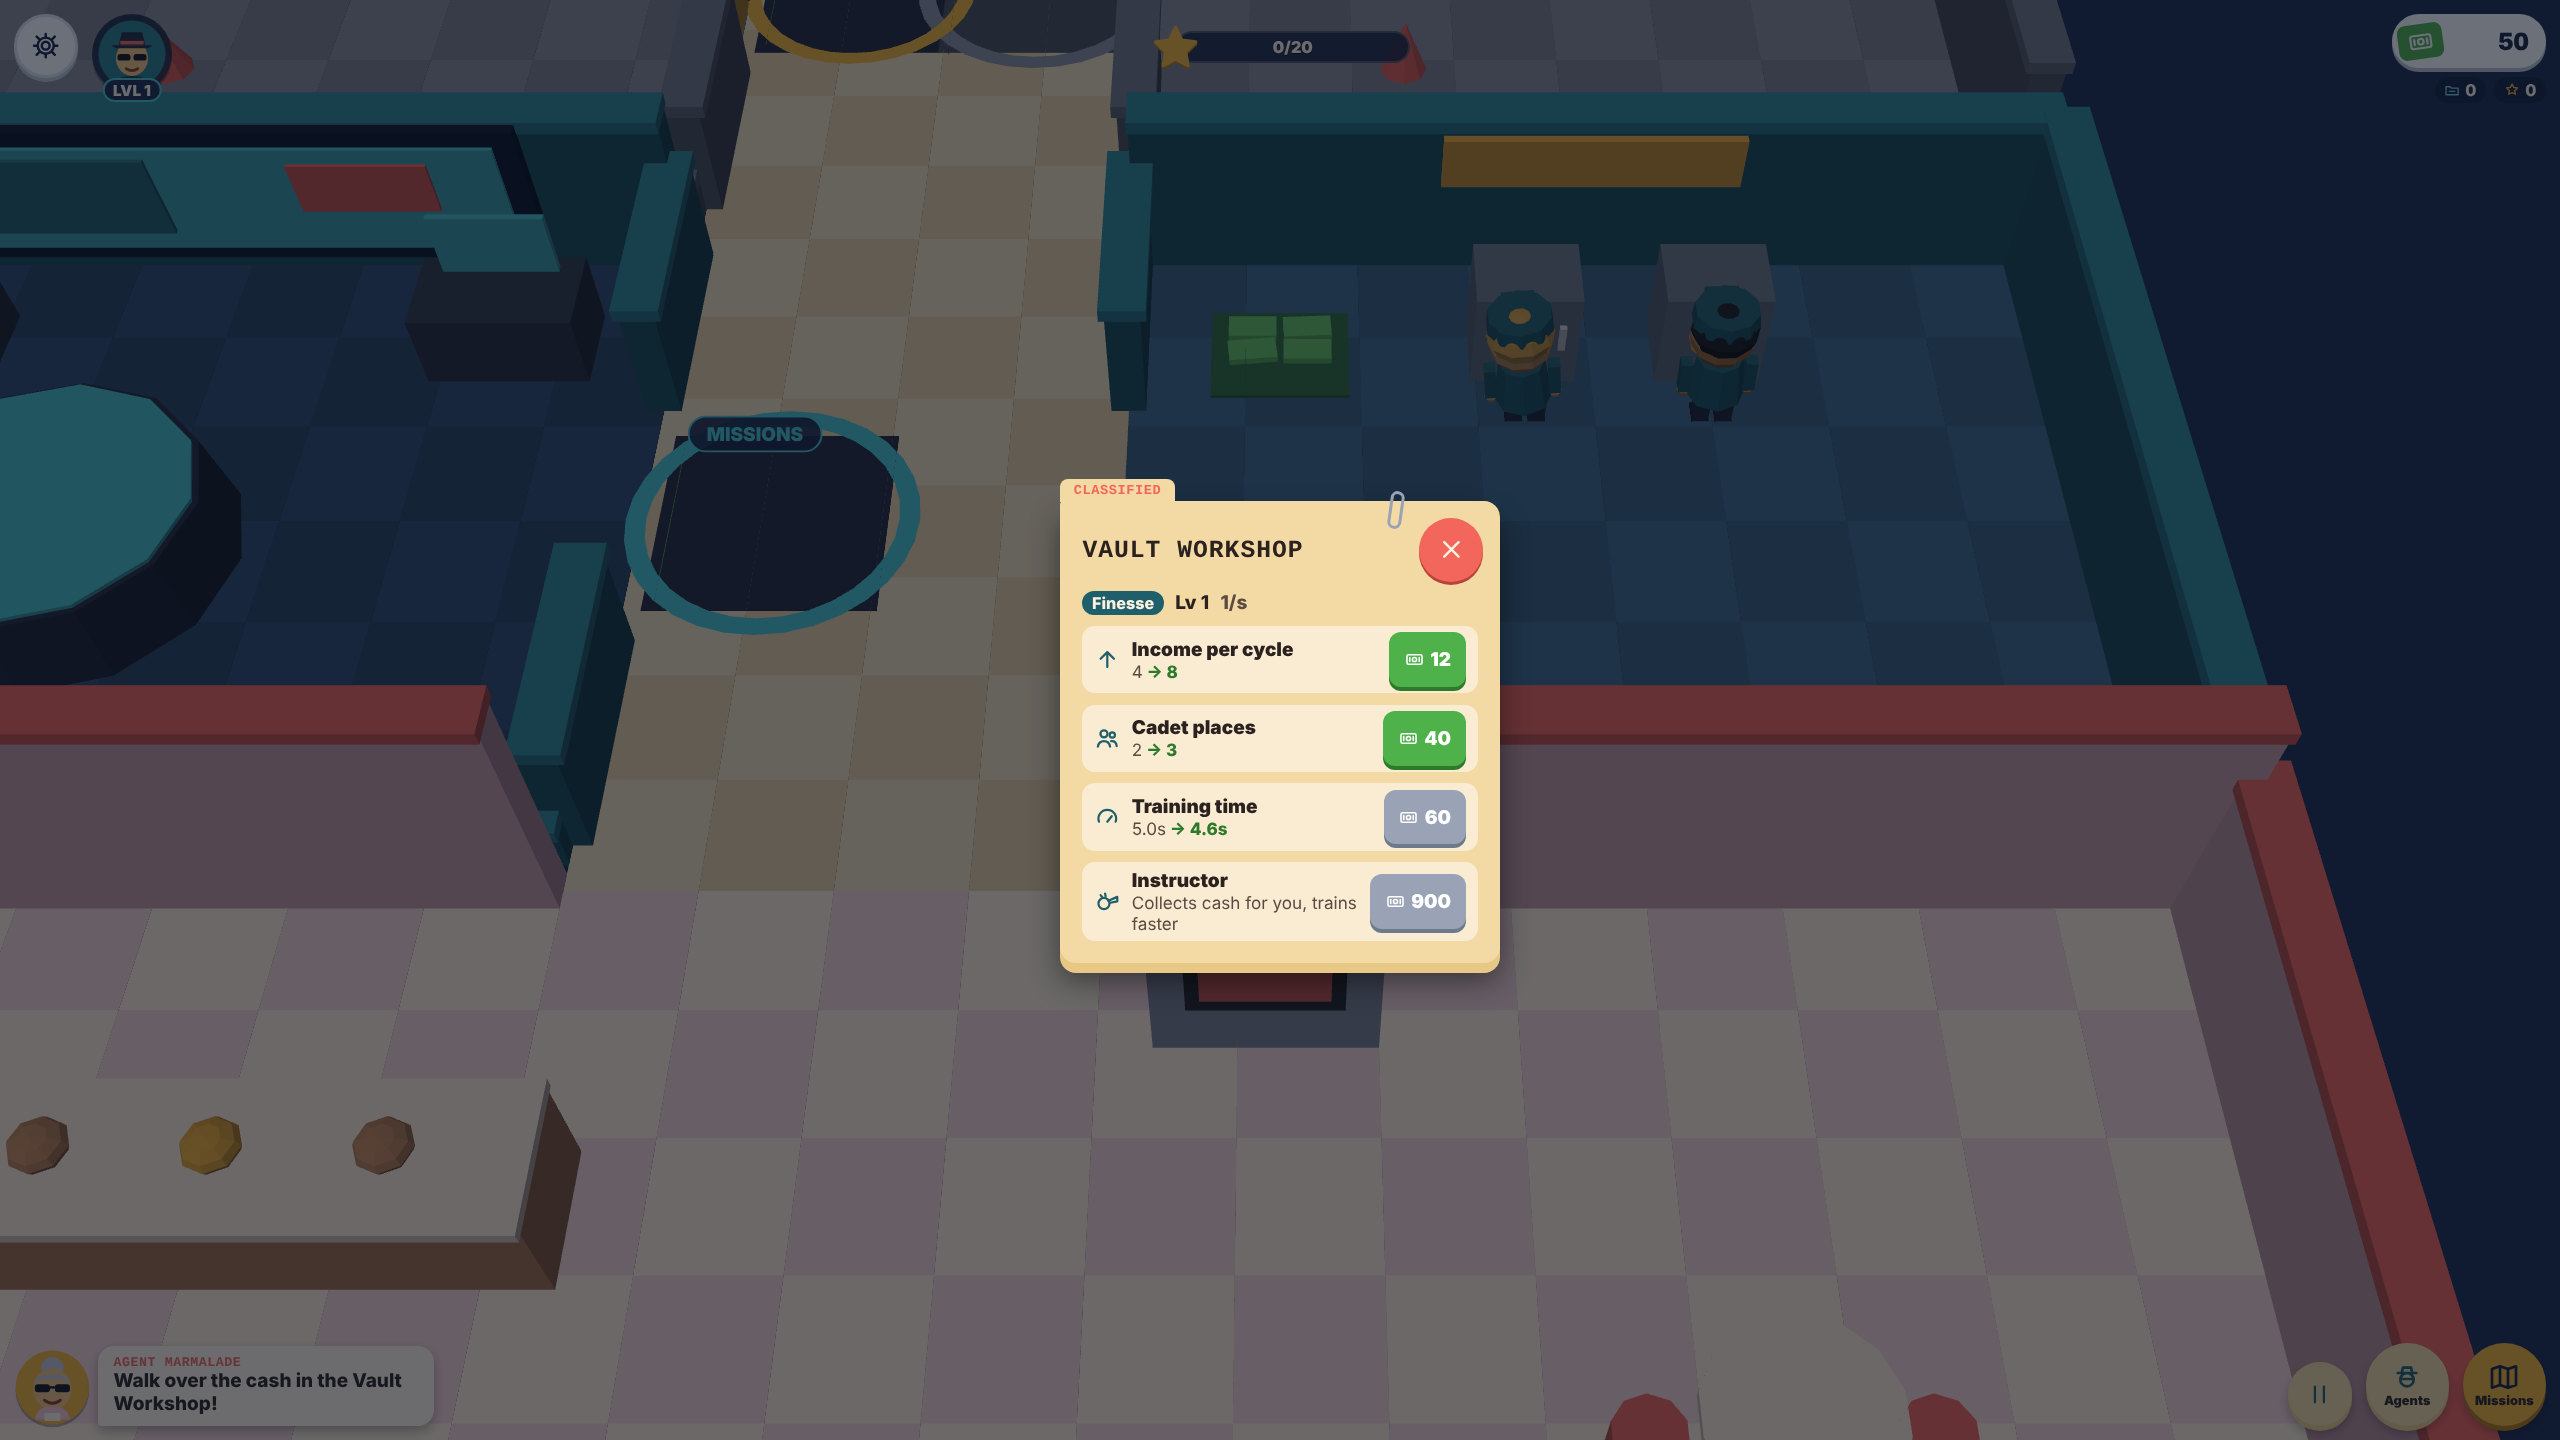 LVL 1
0/20
50
0
0
MISSIONS
CLASSIFIED
VAULT WORKSHOP
Finesse Lv 1 1/s
Income per cycle
4 → 8
12
Cadet places
2 → 3
40
Training time
5.0s → 4.6s
60
Instructor
Collects cash for you, trains
faster
900
AGENT MARMALADE
Walk over the cash in the Vault
Workshop!
Agents
Missions